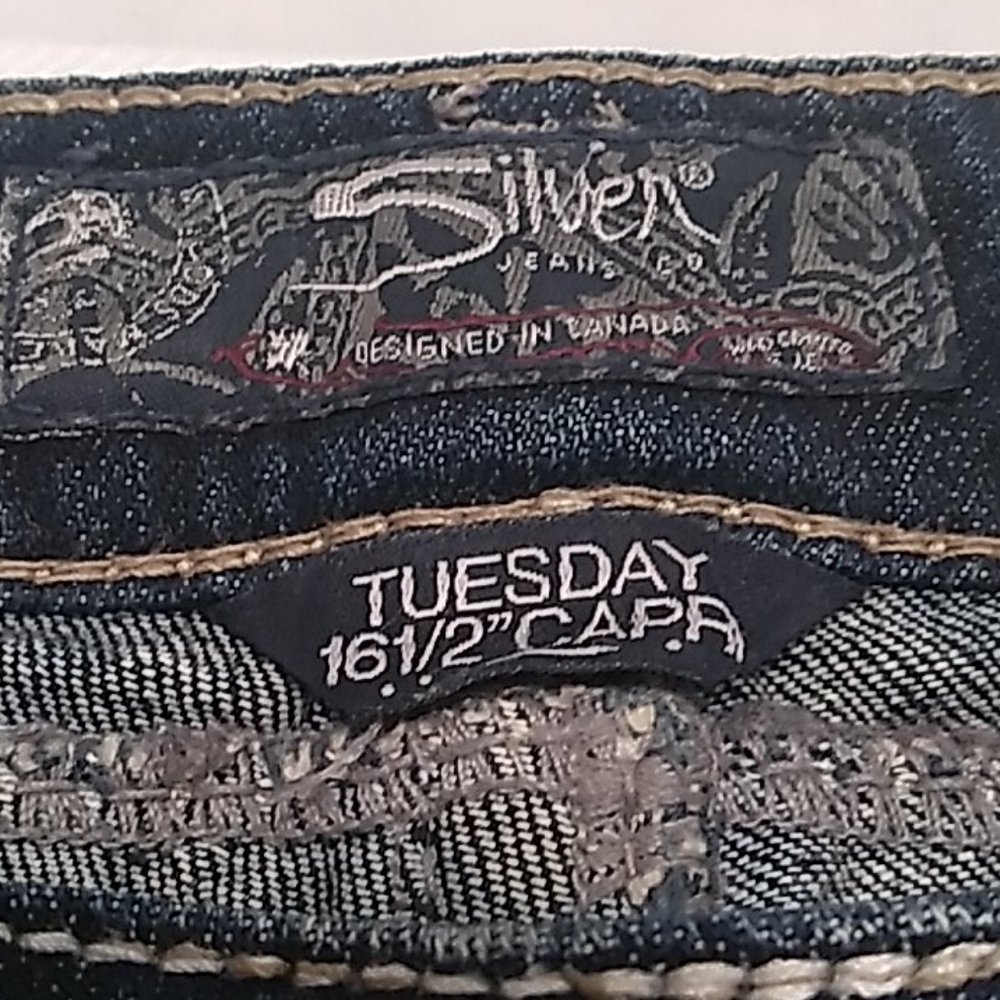 Silver®
JEANS CO
DESIGNED IN CANADA
TUESDAY
16 1/2" CAPRI